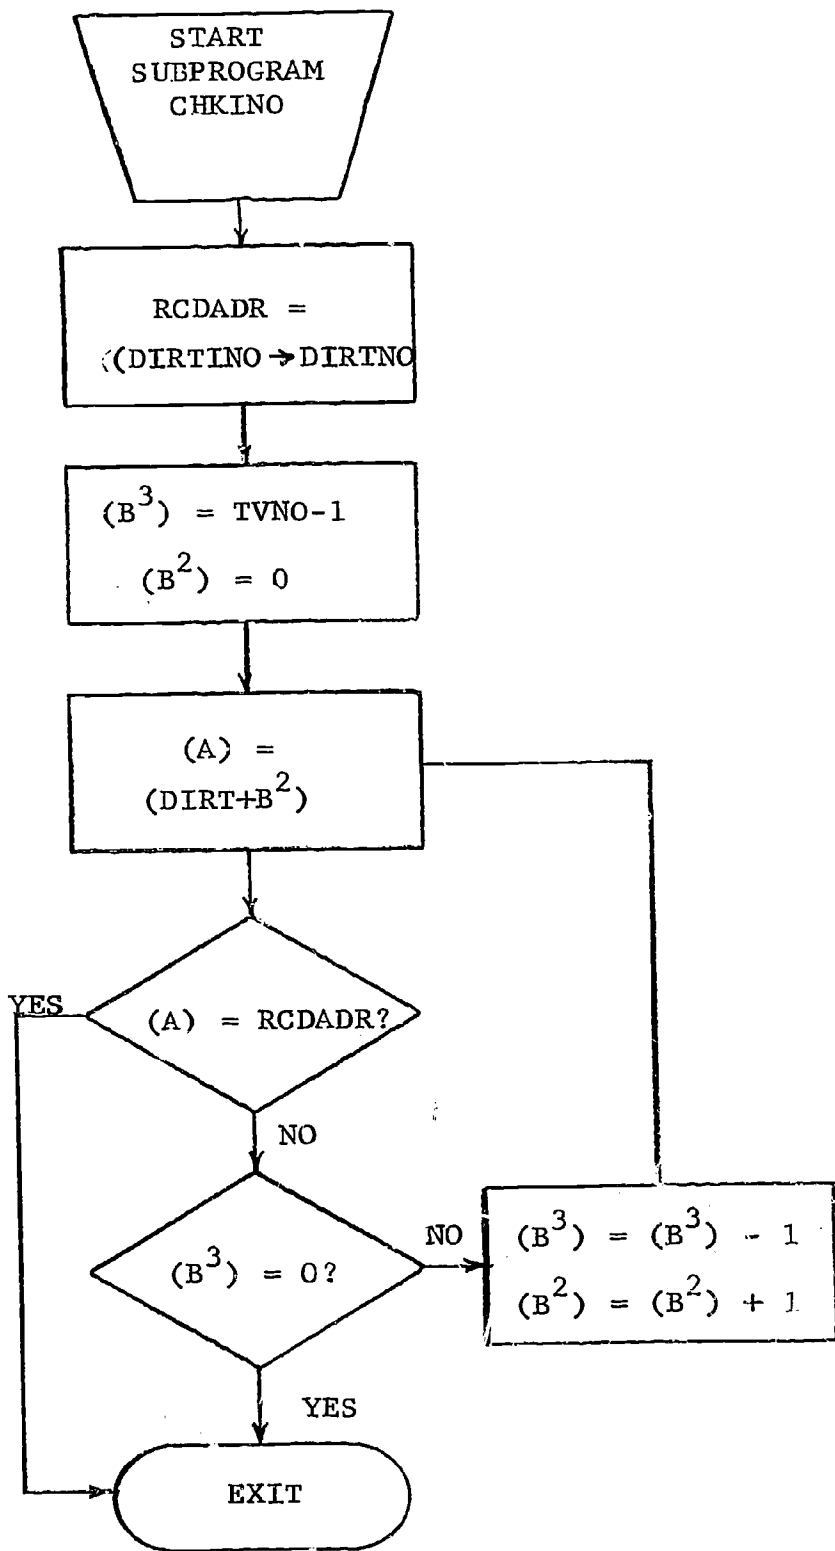 START
SUBPROGRAM
CHKINO
RCDADR =
((DIRTINO → DIRTNO
(B³) = TVNO-1
(B²) = 0
(A) =
(DIRT+B²)
YES
(A) = RCDADR?
NO
(B³) = 0?
NO
(B³) = (B³) - 1
(B²) = (B²) + 1
YES
EXIT